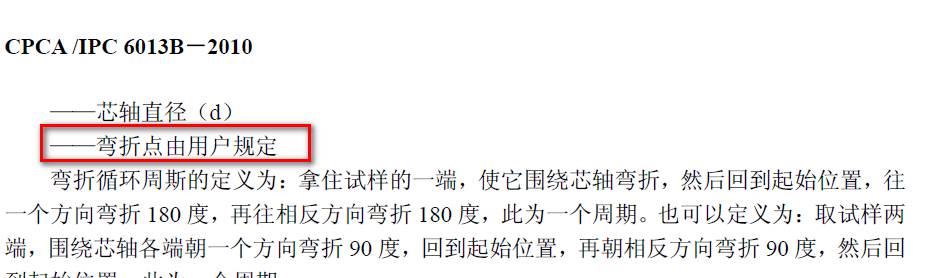 CPCA /IPC 6013B－2010
——芯轴直径（d）
——弯折点由用户规定
弯折循环周斯的定义为：拿住试样的一端，使它围绕芯轴弯折，然后回到起始位置，往
一个方向弯折 180 度，再往相反方向弯折 180 度，此为一个周期。也可以定义为：取试样两
端，围绕芯轴各端朝一个方向弯折 90 度，回到起始位置，再朝相反方向弯折 90 度，然后回